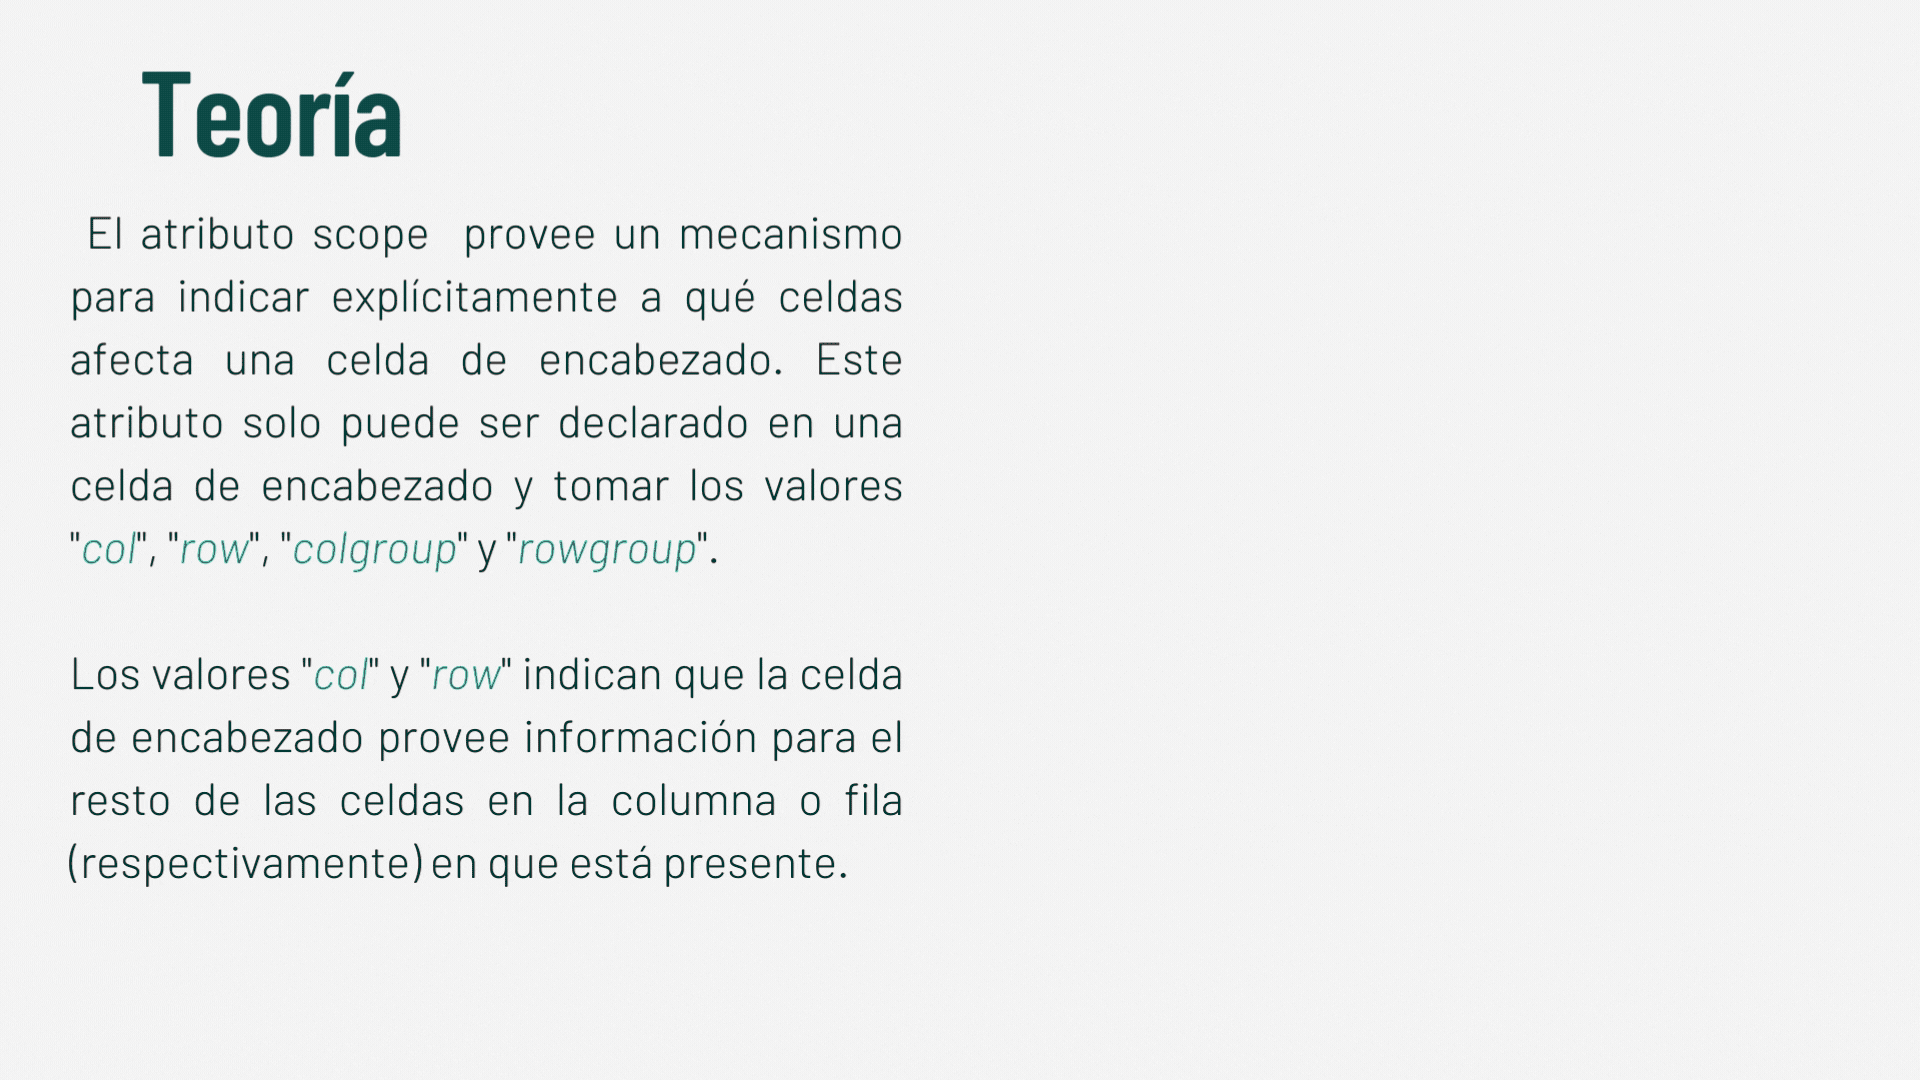 Teoría
El atributo scope provee un mecanismo
para indicar explícitamente a qué celdas
afecta una celda de encabezado. Este
atributo solo puede ser declarado en una
celda de encabezado y tomar los valores
"col", "row", "colgroup" y "rowgroup".
Los valores "col" y "row" indican que la celda
de encabezado provee información para el
resto de las celdas en la columna o fila
(respectivamente) en que está presente.